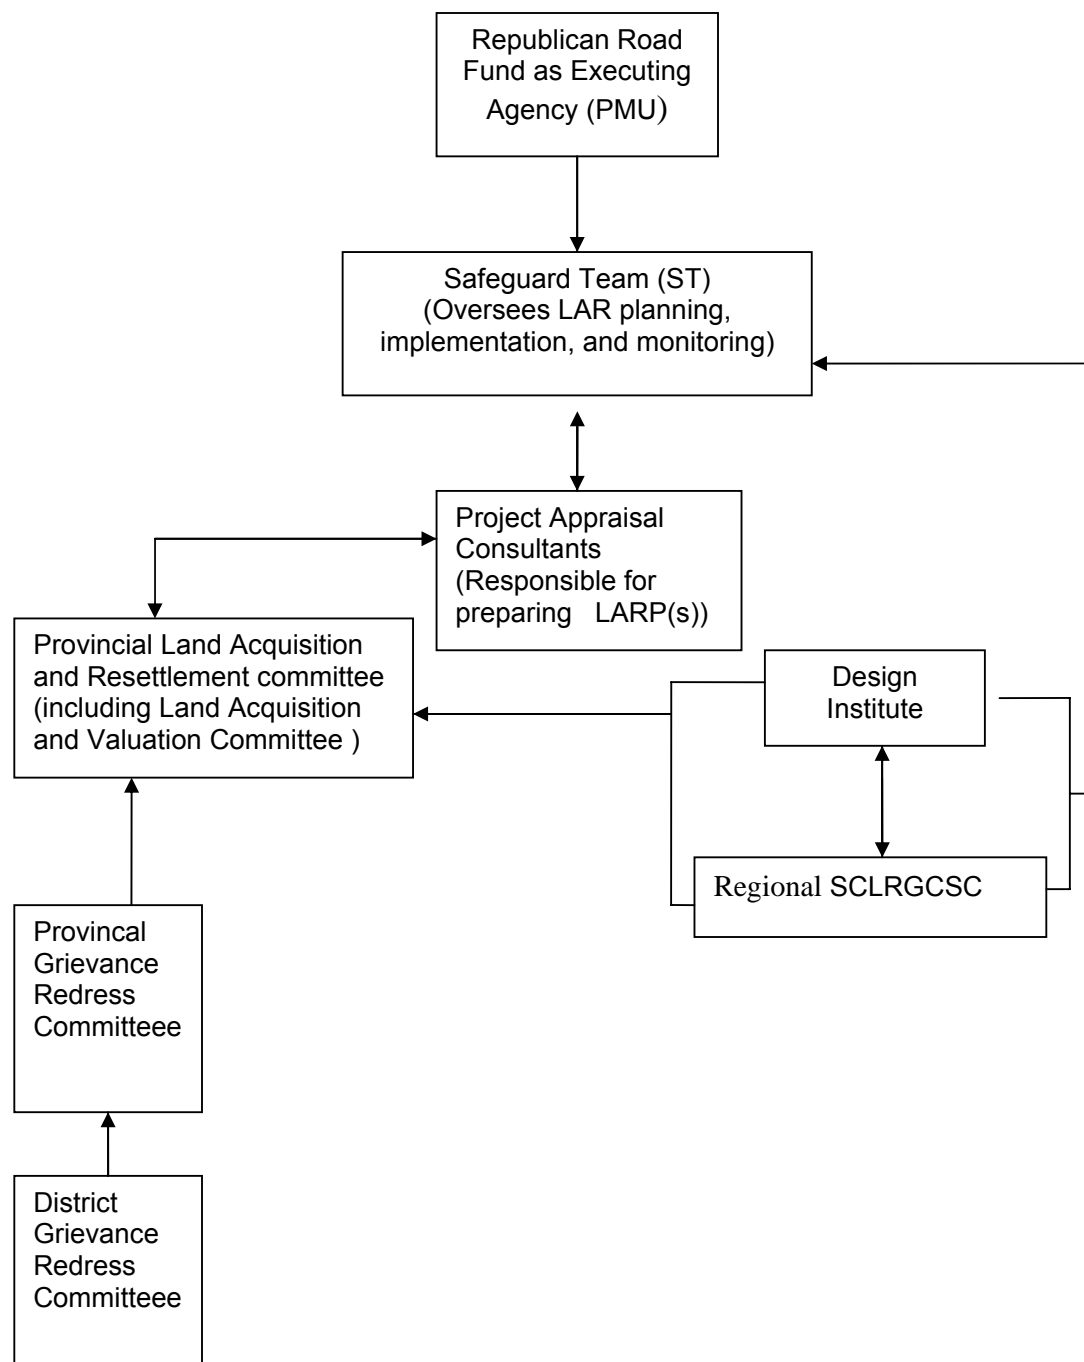 Republican Road
Fund as Executing
Agency (PMU)
Safeguard Team (ST)
(Oversees LAR planning,
implementation, and monitoring)
Project Appraisal
Consultants
(Responsible for
preparing LARP(s))
Provincial Land Acquisition
and Resettlement committee
(including Land Acquisition
and Valuation Committee )
Design
Institute
Regional SCLRGCSC
Provincal
Grievance
Redress
Committeee
District
Grievance
Redress
Committeee